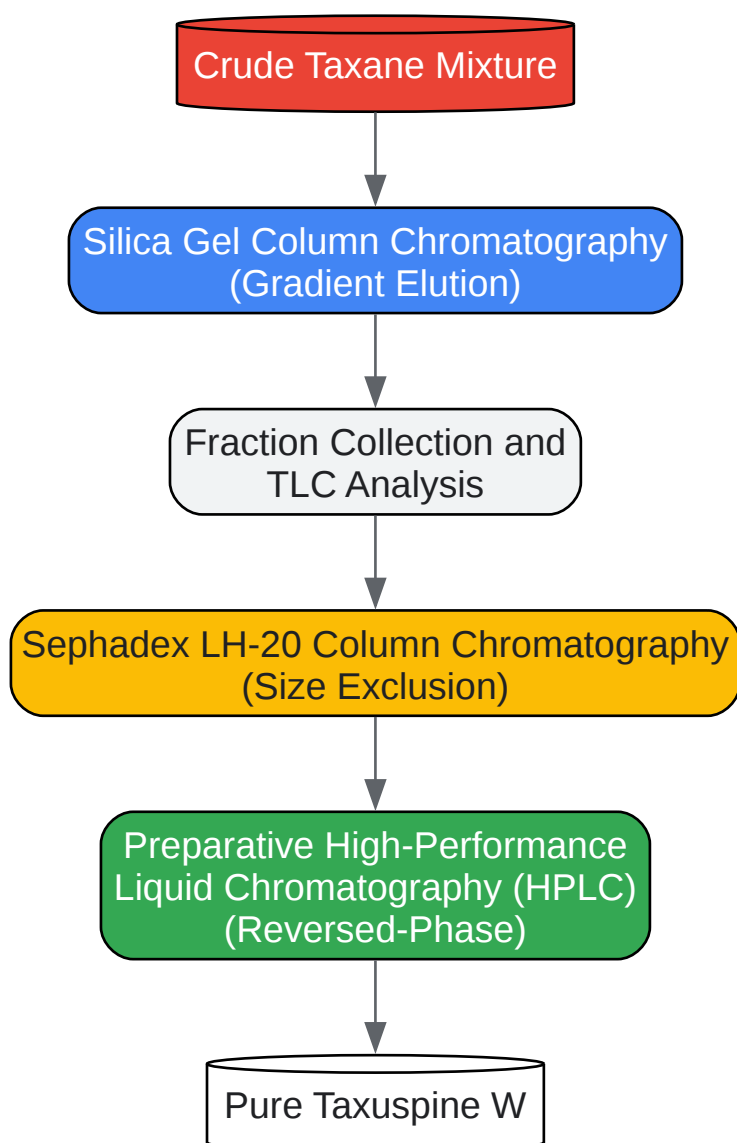 Crude Taxane Mixture
Silica Gel Column Chromatography
(Gradient Elution)
Fraction Collection and
TLC Analysis
Sephadex LH-20 Column Chromatography
(Size Exclusion)
Preparative High-Performance
Liquid Chromatography (HPLC)
(Reversed-Phase)
Pure Taxuspine W